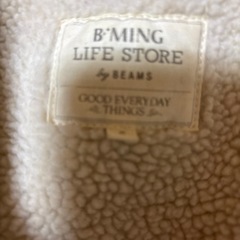 B:MING
LIFE STORE
by BEAMS
GOOD EVERYDAY
THINGS